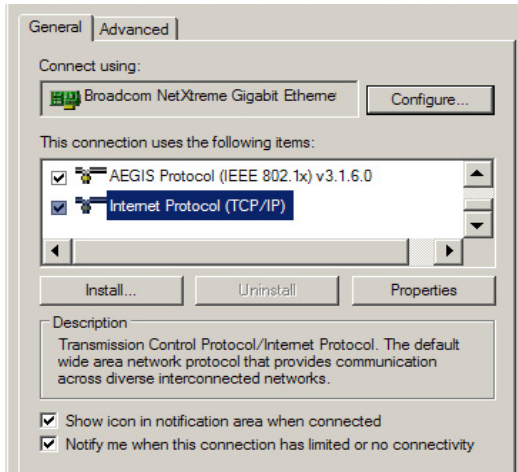 General
Advanced
Connect using:
Broadcom NetXtreme Gigabit Etherne
Configure...
This connection uses the following items:
AEGIS Protocol (IEEE 802.1x) v3.1.6.0
Internet Protocol (TCP/IP)
Install...
Uninstall
Properties
Description
Transmission Control Protocol/Internet Protocol. The default
wide area network protocol that provides communication
across diverse interconnected networks.
Show icon in notification area when connected
Notify me when this connection has limited or no connectivity